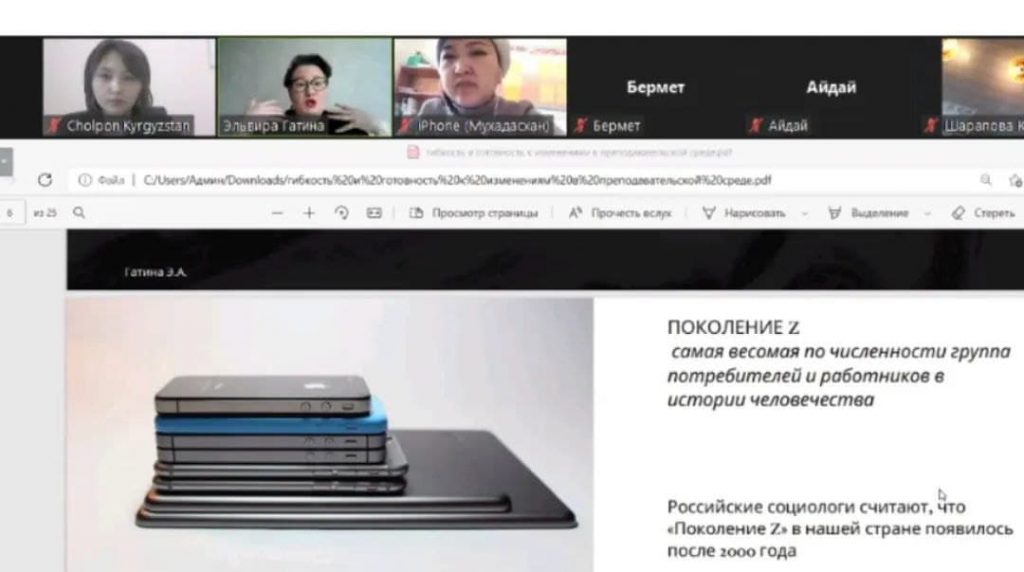 Бермет
Айдай
Cholpon Kyrgyzstan
Эльвира Гатина
iPhone (Мухадасхан)
Бермет
Айдай
Шарапова К
гибкость и готовность к изменениям в преподавательской среде.pdf
Файл | C:/Users/Админ/Downloads/гибкость%20и%20готовность%20к%20изменениям%20в%20преподавательской%20среде.pdf
6 из 25
Просмотр страницы
Прочесть вслух
Нарисовать
Выделение
Стереть
Гатина Э.А.
ПОКОЛЕНИЕ Z
самая весомая по численности группа
потребителей и работников в
истории человечества
Российские социологи считают, что
«Поколение Z» в нашей стране появилось
после 2000 года